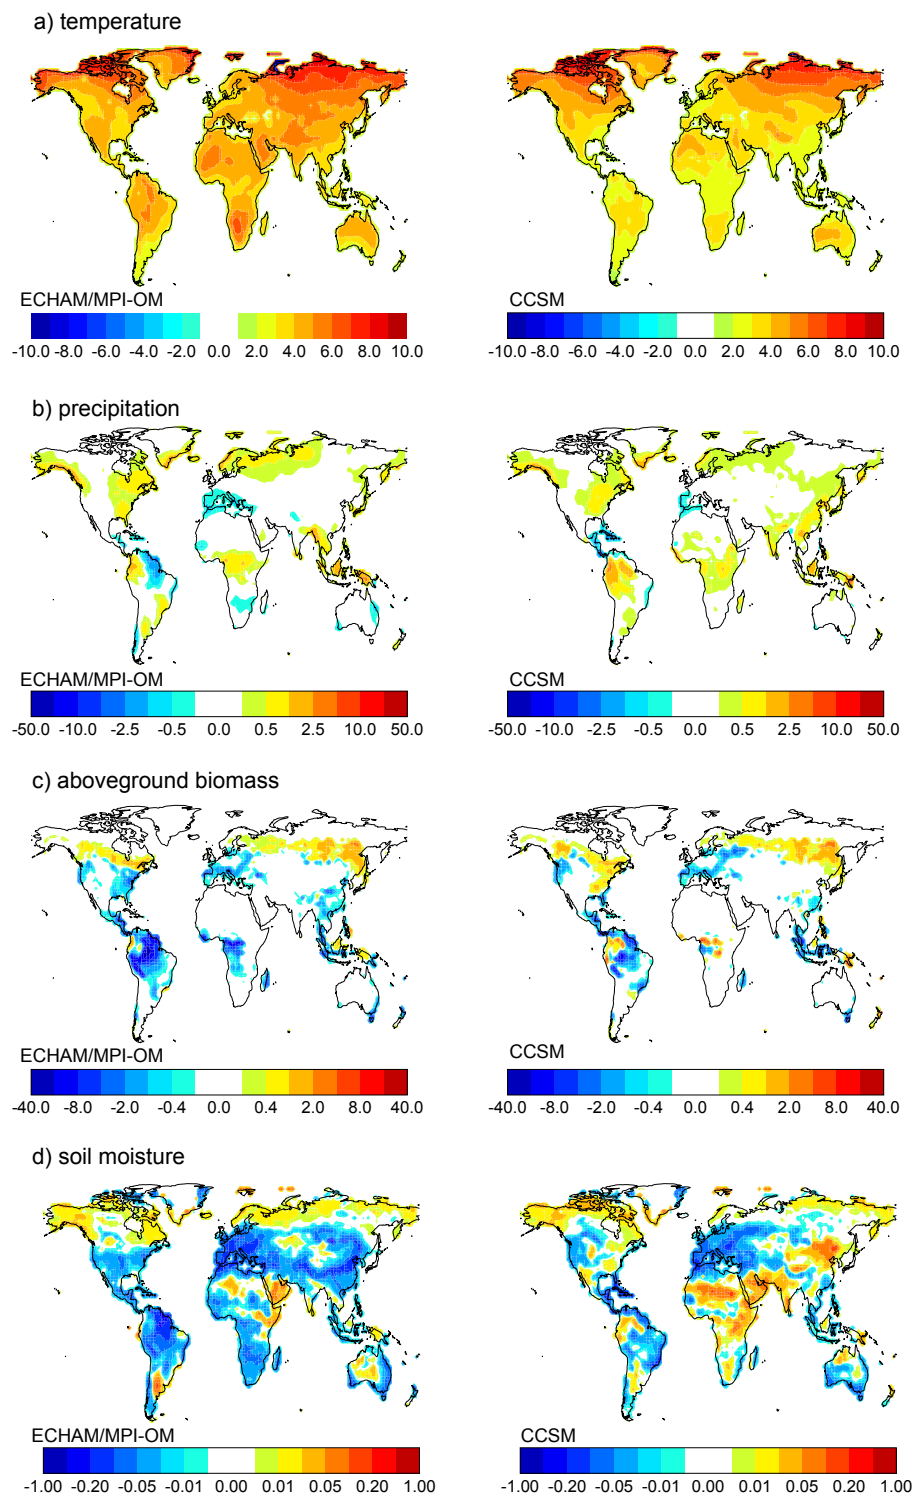 a) temperature
ECHAM/MPI-OM
CCSM
-10.0 -8.0 -6.0 -4.0 -2.0 0.0 2.0 4.0 6.0 8.0 10.0
-10.0 -8.0 -6.0 -4.0 -2.0 0.00 2.0 4.0 6.0 8.0 10.0
b) precipitation
ECHAM/MPI-OM
CCSM
-50.0 -10.0 -2.5 -0.5 0.0 0.5 2.5 10.0 50.0
-50.0 -10.0 -2.5 -0.5 0.00 0.5 2.5 10.0 50.0
c) aboveground biomass
ECHAM/MPI-OM
CCSM
-40.0 -8.0 -2.0 -0.4 0.0 0.4 2.0 8.0 40.0
-40.0 -8.0 -2.0 -0.4 0.00 0.4 2.0 8.0 40.0
d) soil moisture
ECHAM/MPI-OM
CCSM
-1.00 -0.20 -0.05 -0.01 0.00 0.01 0.05 0.20 1.00
-1.00 -0.20 -0.05 -0.01 0.00 0.01 0.05 0.20 1.00